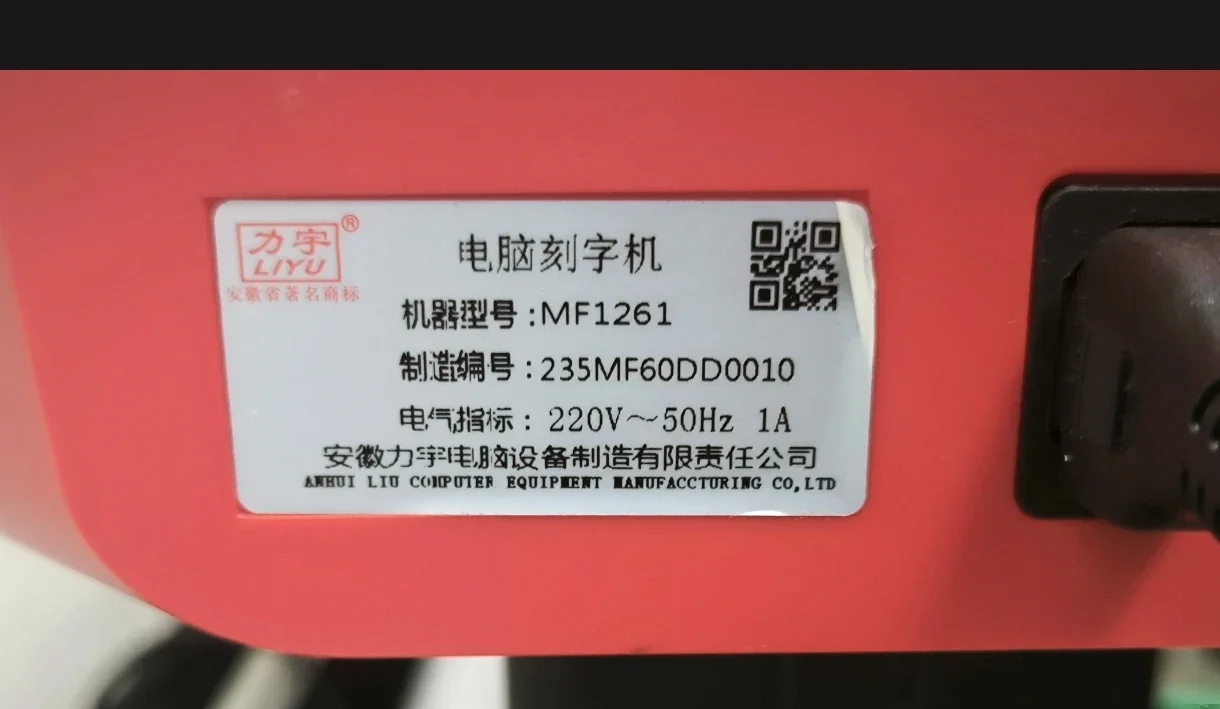 力宇®
LIYU
安徽省著名商标
电脑刻字机
机器型号:MF1261
制造编号:235MF60DD0010
电气指标: 220V～50Hz 1A
安徽力宇电脑设备制造有限责任公司
ANHUI LIU COMPUTER EQUIPMENT MANUFACCTURING CO,LTD